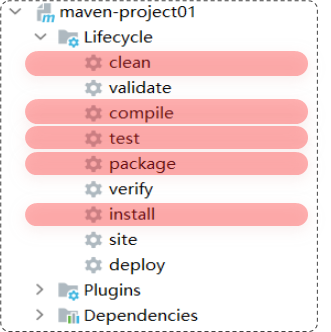 maven-project01
Lifecycle
clean
validate
compile
test
package
verify
install
site
deploy
Plugins
Dependencies